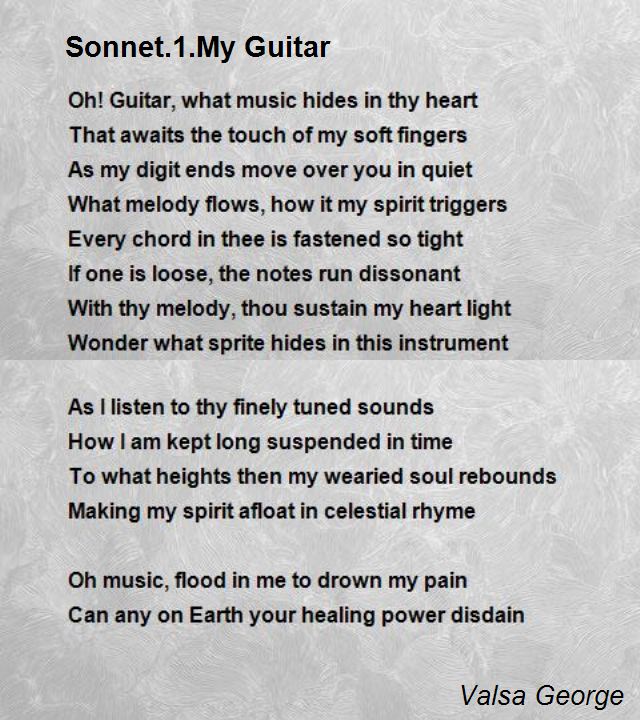 Sonnet.1.My Guitar
Oh! Guitar, what music hides in thy heart
That awaits the touch of my soft fingers
As my digit ends move over you in quiet
What melody flows, how it my spirit triggers
Every chord in thee is fastened so tight
If one is loose, the notes run dissonant
With thy melody, thou sustain my heart light
Wonder what sprite hides in this instrument
As I listen to thy finely tuned sounds
How I am kept long suspended in time
To what heights then my wearied soul rebounds
Making my spirit afloat in celestial rhyme
Oh music, flood in me to drown my pain
Can any on Earth your healing power disdain
Valsa George